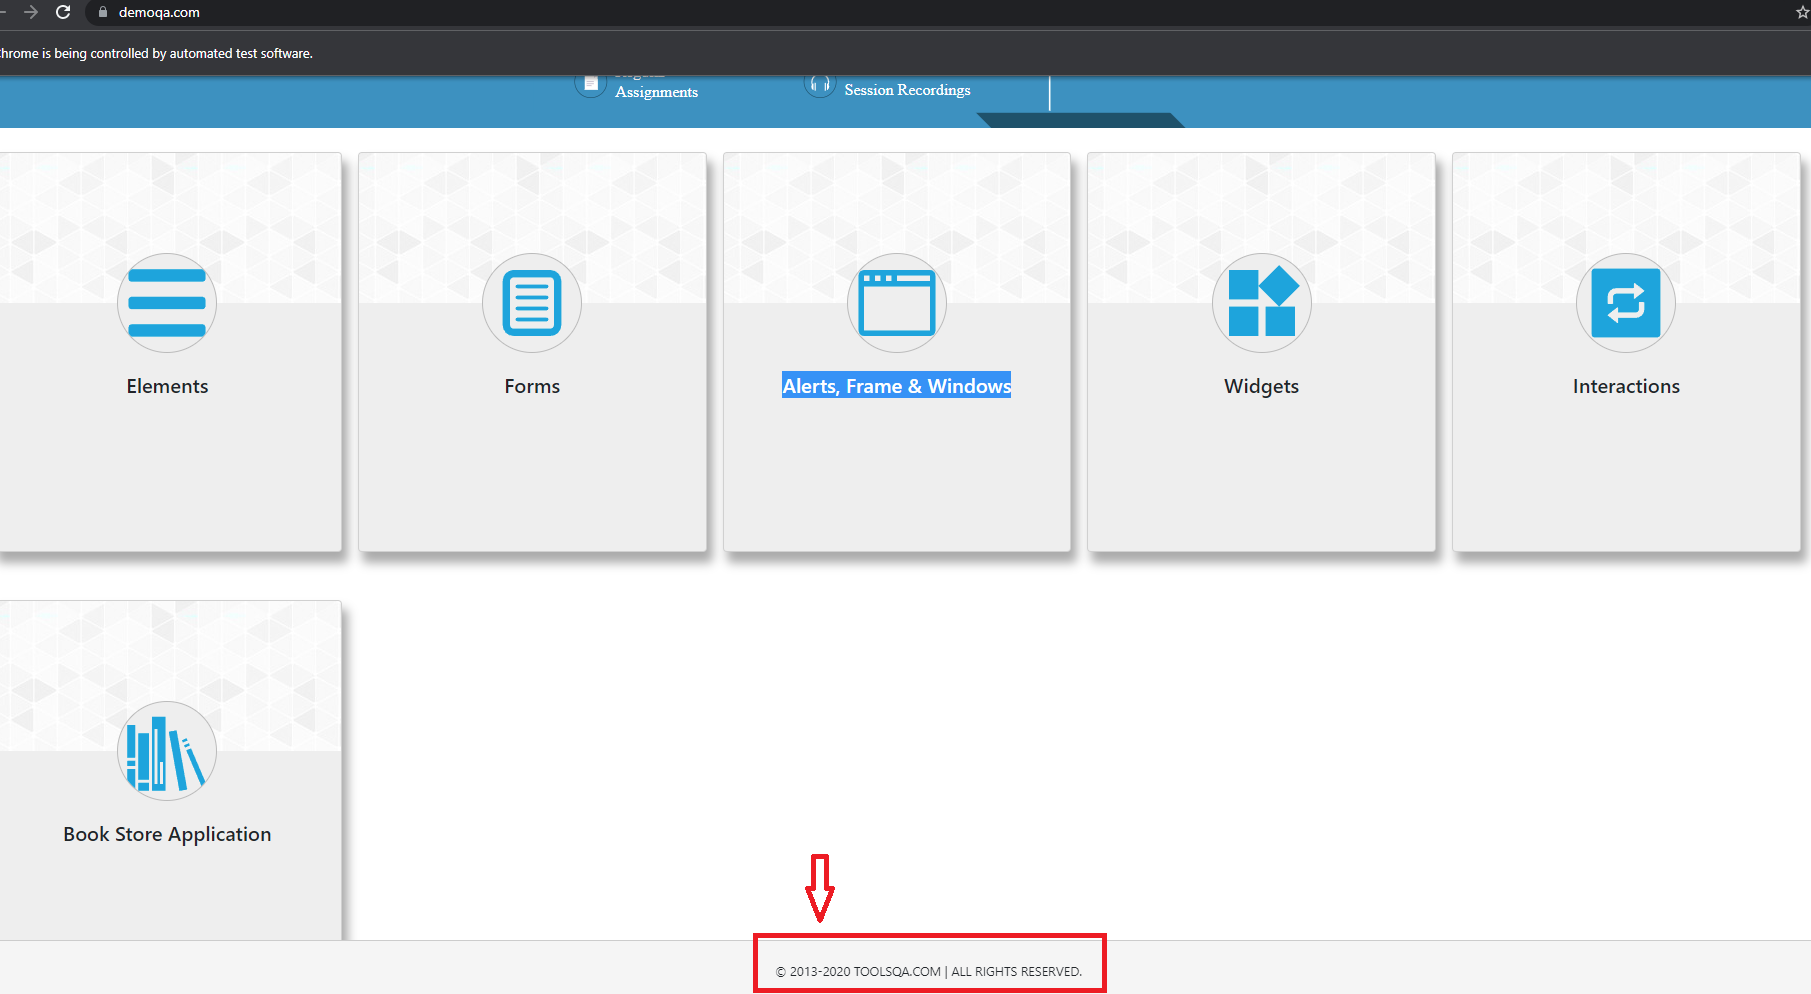 demoqa.com
hrome is being controlled by automated test software.
Assignments
Session Recordings
Elements
Forms
Alerts, Frame & Windows
Widgets
Interactions
Book Store Application
© 2013-2020 TOOLSQA.COM | ALL RIGHTS RESERVED.